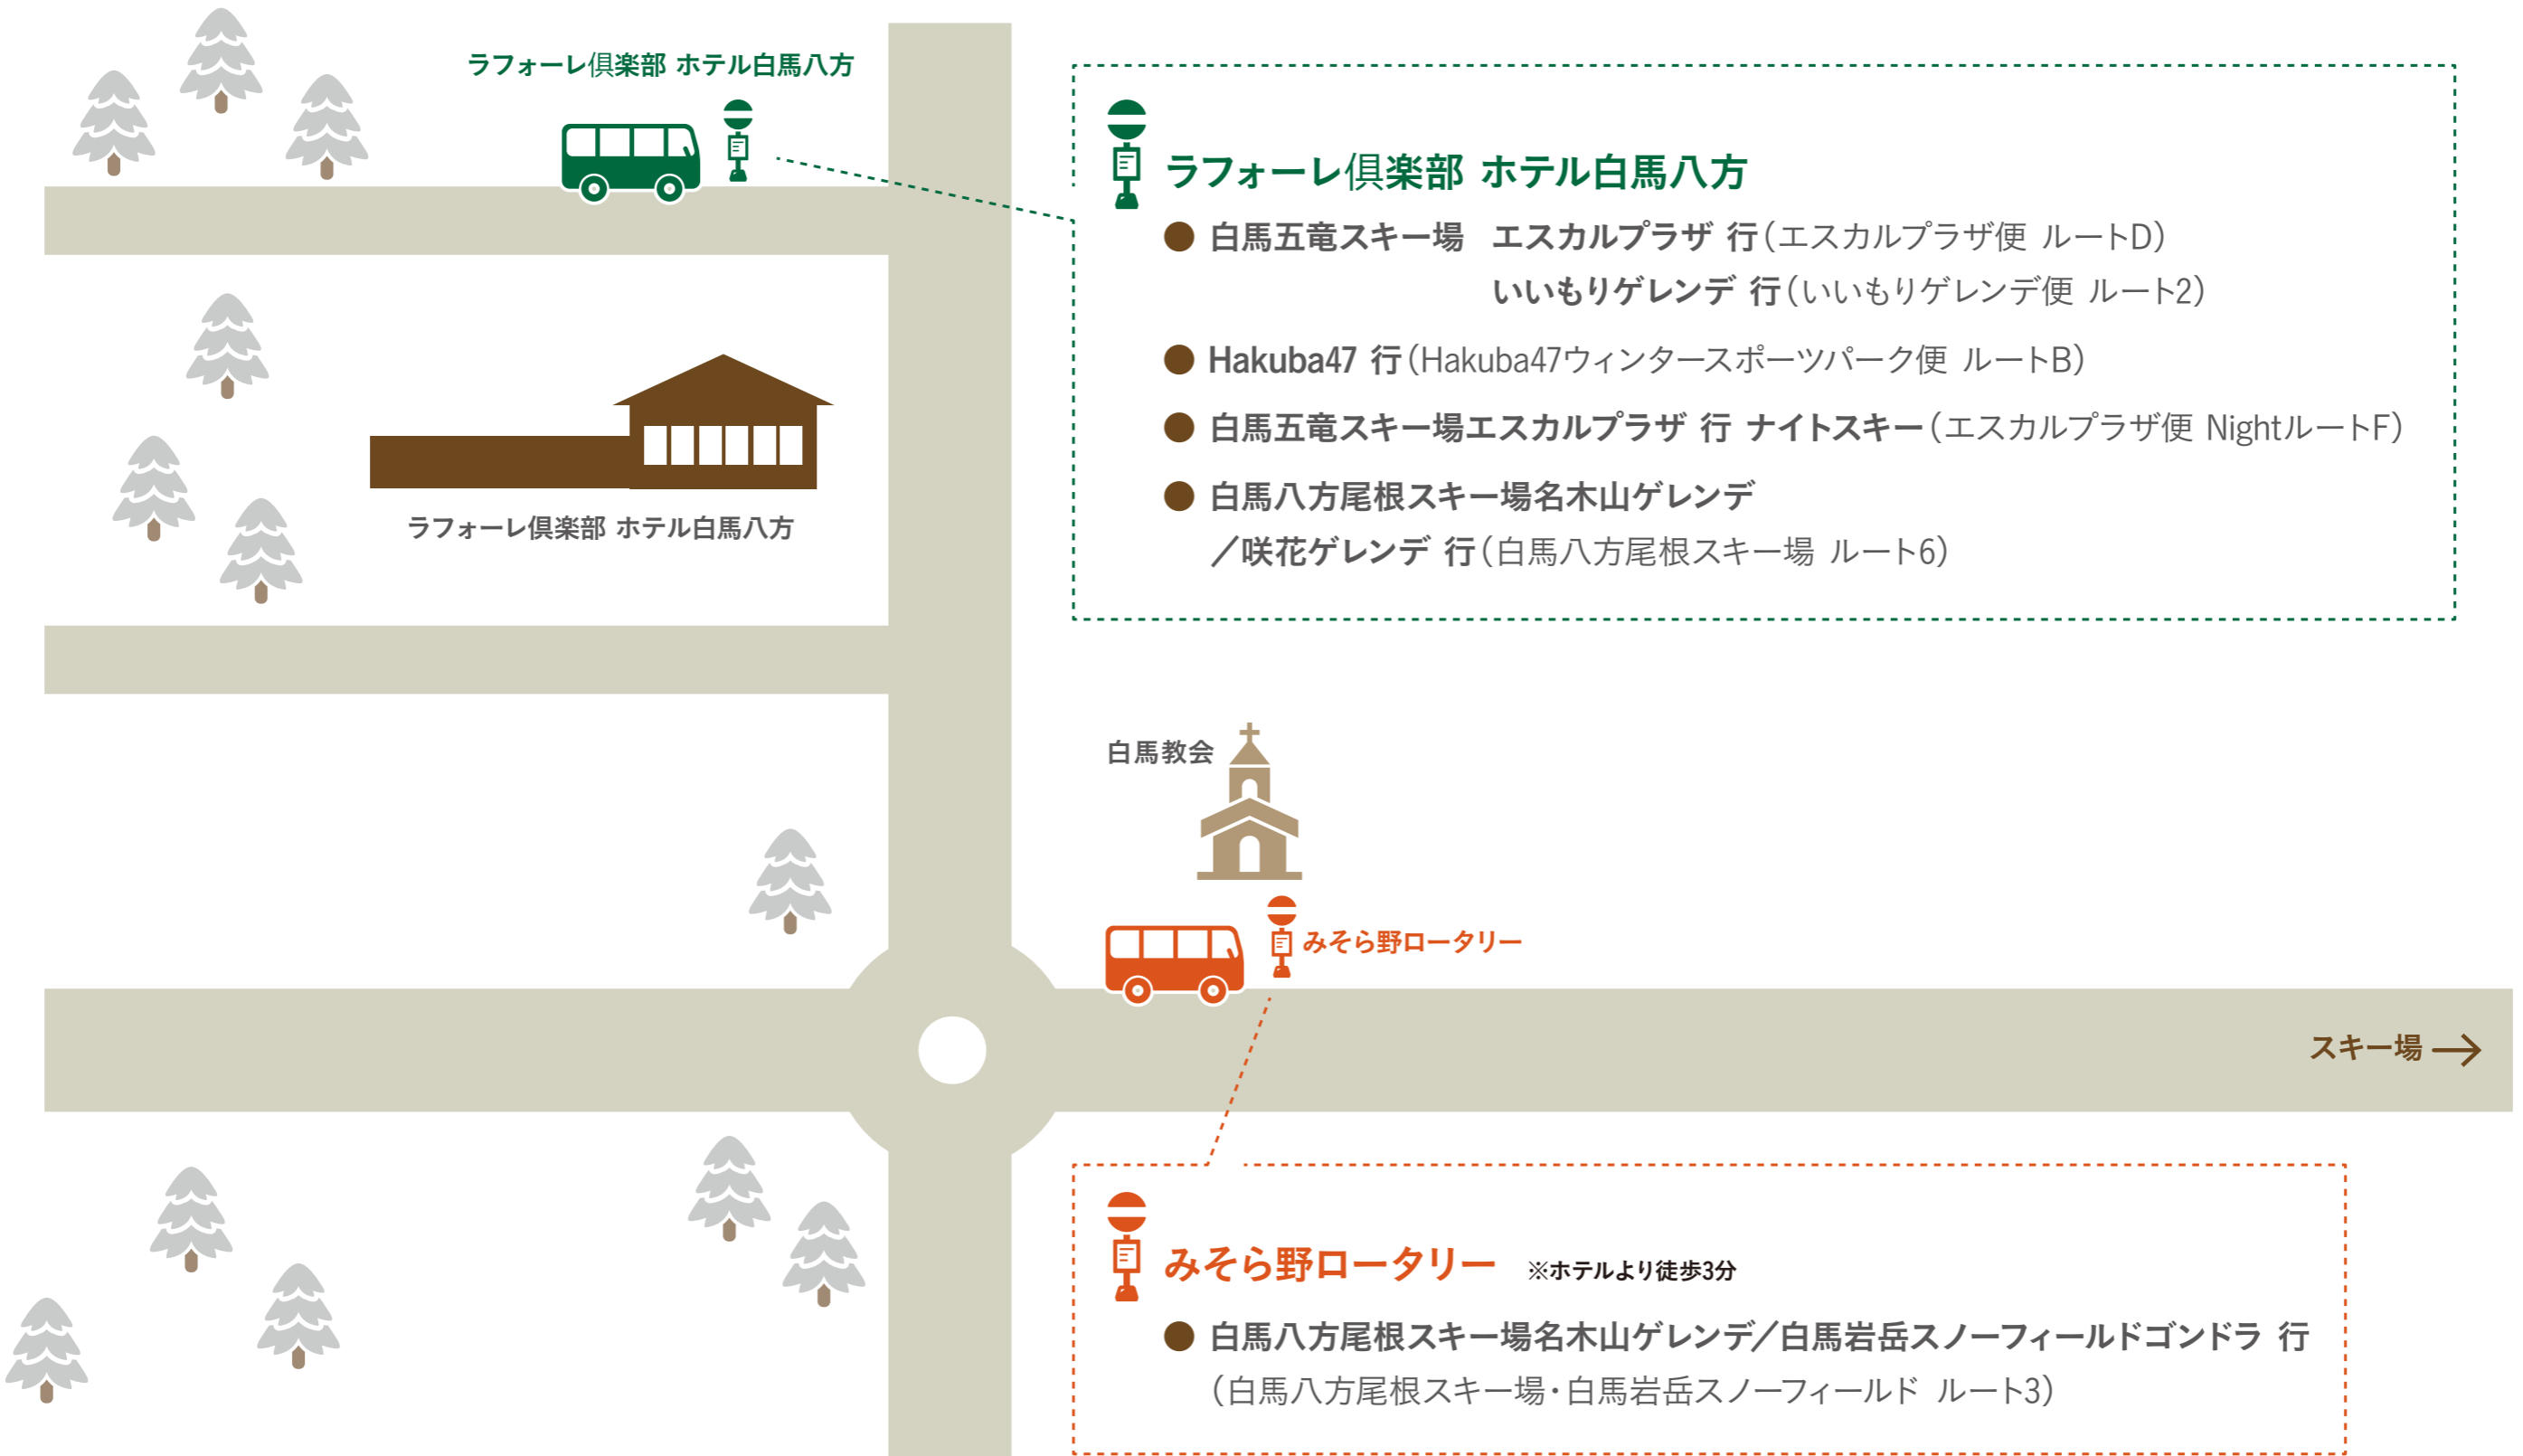 ラフォーレ倶楽部 ホテル白馬八方
ラフォーレ倶楽部 ホテル白馬八方
白馬五竜スキー場 エスカルプラザ 行（エスカルプラザ便 ルートD）
いいもりゲレンデ 行（いいもりゲレンデ便 ルート2）
Hakuba47 行（Hakuba47ウィンタースポーツパーク便 ルートB）
白馬五竜スキー場エスカルプラザ 行 ナイトスキー（エスカルプラザ便 NightルートF）
白馬八方尾根スキー場名木山ゲレンデ
／咲花ゲレンデ 行（白馬八方尾根スキー場 ルート6）
ラフォーレ倶楽部 ホテル白馬八方
白馬教会
みそら野ロータリー
スキー場→
みそら野ロータリー ※ホテルより徒歩3分
白馬八方尾根スキー場名木山ゲレンデ／白馬岩岳スノーフィールドゴンドラ 行
（白馬八方尾根スキー場・白馬岩岳スノーフィールド ルート3）